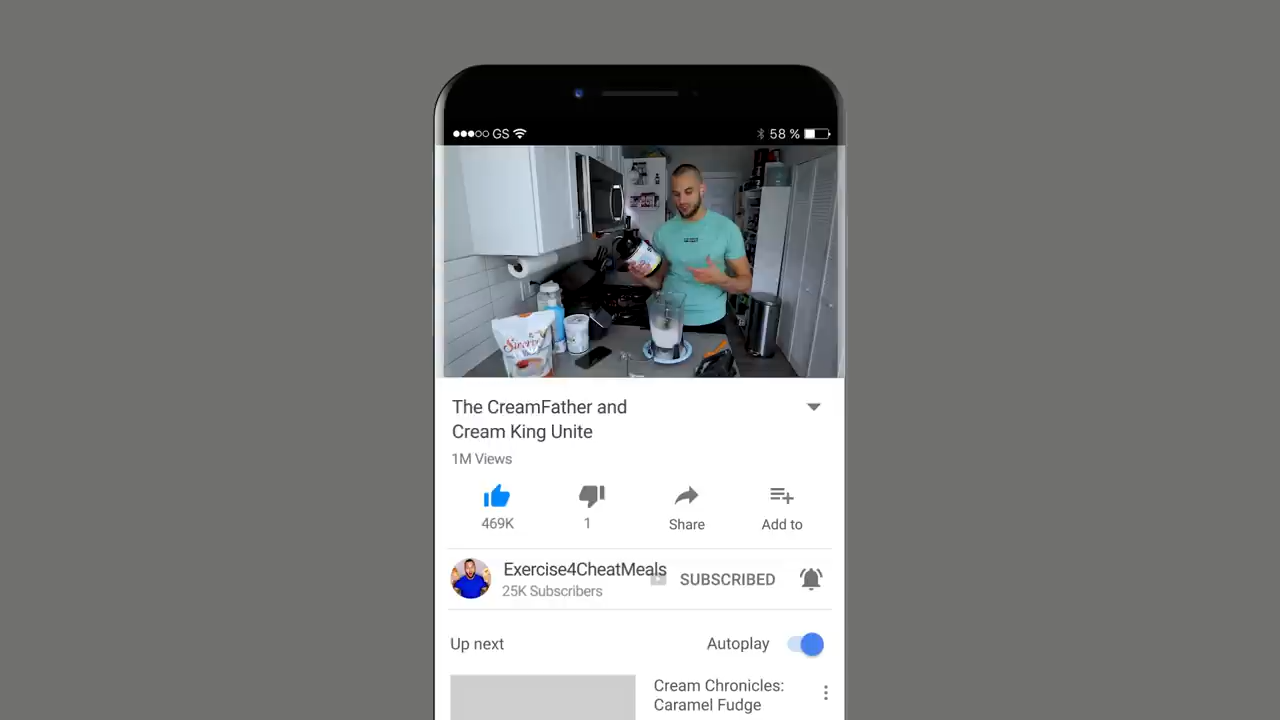 GS
58 %
The CreamFather and
Cream King Unite
1M Views
469K
1
Share
Add to
Exercise4CheatMeals
25K Subscribers
SUBSCRIBED
Up next
Autoplay
Cream Chronicles:
Caramel Fudge